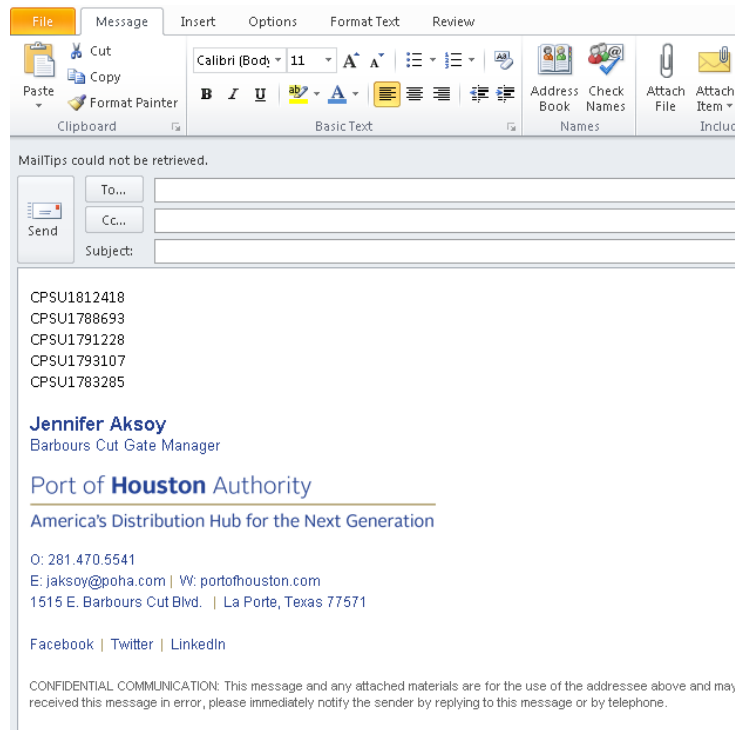 File Message Insert Options Format Text Review
Cut
Copy
Format Painter
Paste
Clipboard
Calibri (Body 11
B I U
Basic Text
Address Book
Check Names
Names
Attach File
Attach Item
Includ
MailTips could not be retrieved.
Send
To...
Cc...
Subject:
CPSU1812418
CPSU1788693
CPSU1791228
CPSU1793107
CPSU1783285
Jennifer Aksoy
Barbours Cut Gate Manager
Port of Houston Authority
America's Distribution Hub for the Next Generation
O: 281.470.5541
E: jaksoy@poha.com | W: portofhouston.com
1515 E. Barbours Cut Blvd. | La Porte, Texas 77571
Facebook | Twitter | LinkedIn
CONFIDENTIAL COMMUNICATION: This message and any attached materials are for the use of the addressee above and may
received this message in error, please immediately notify the sender by replying to this message or by telephone.